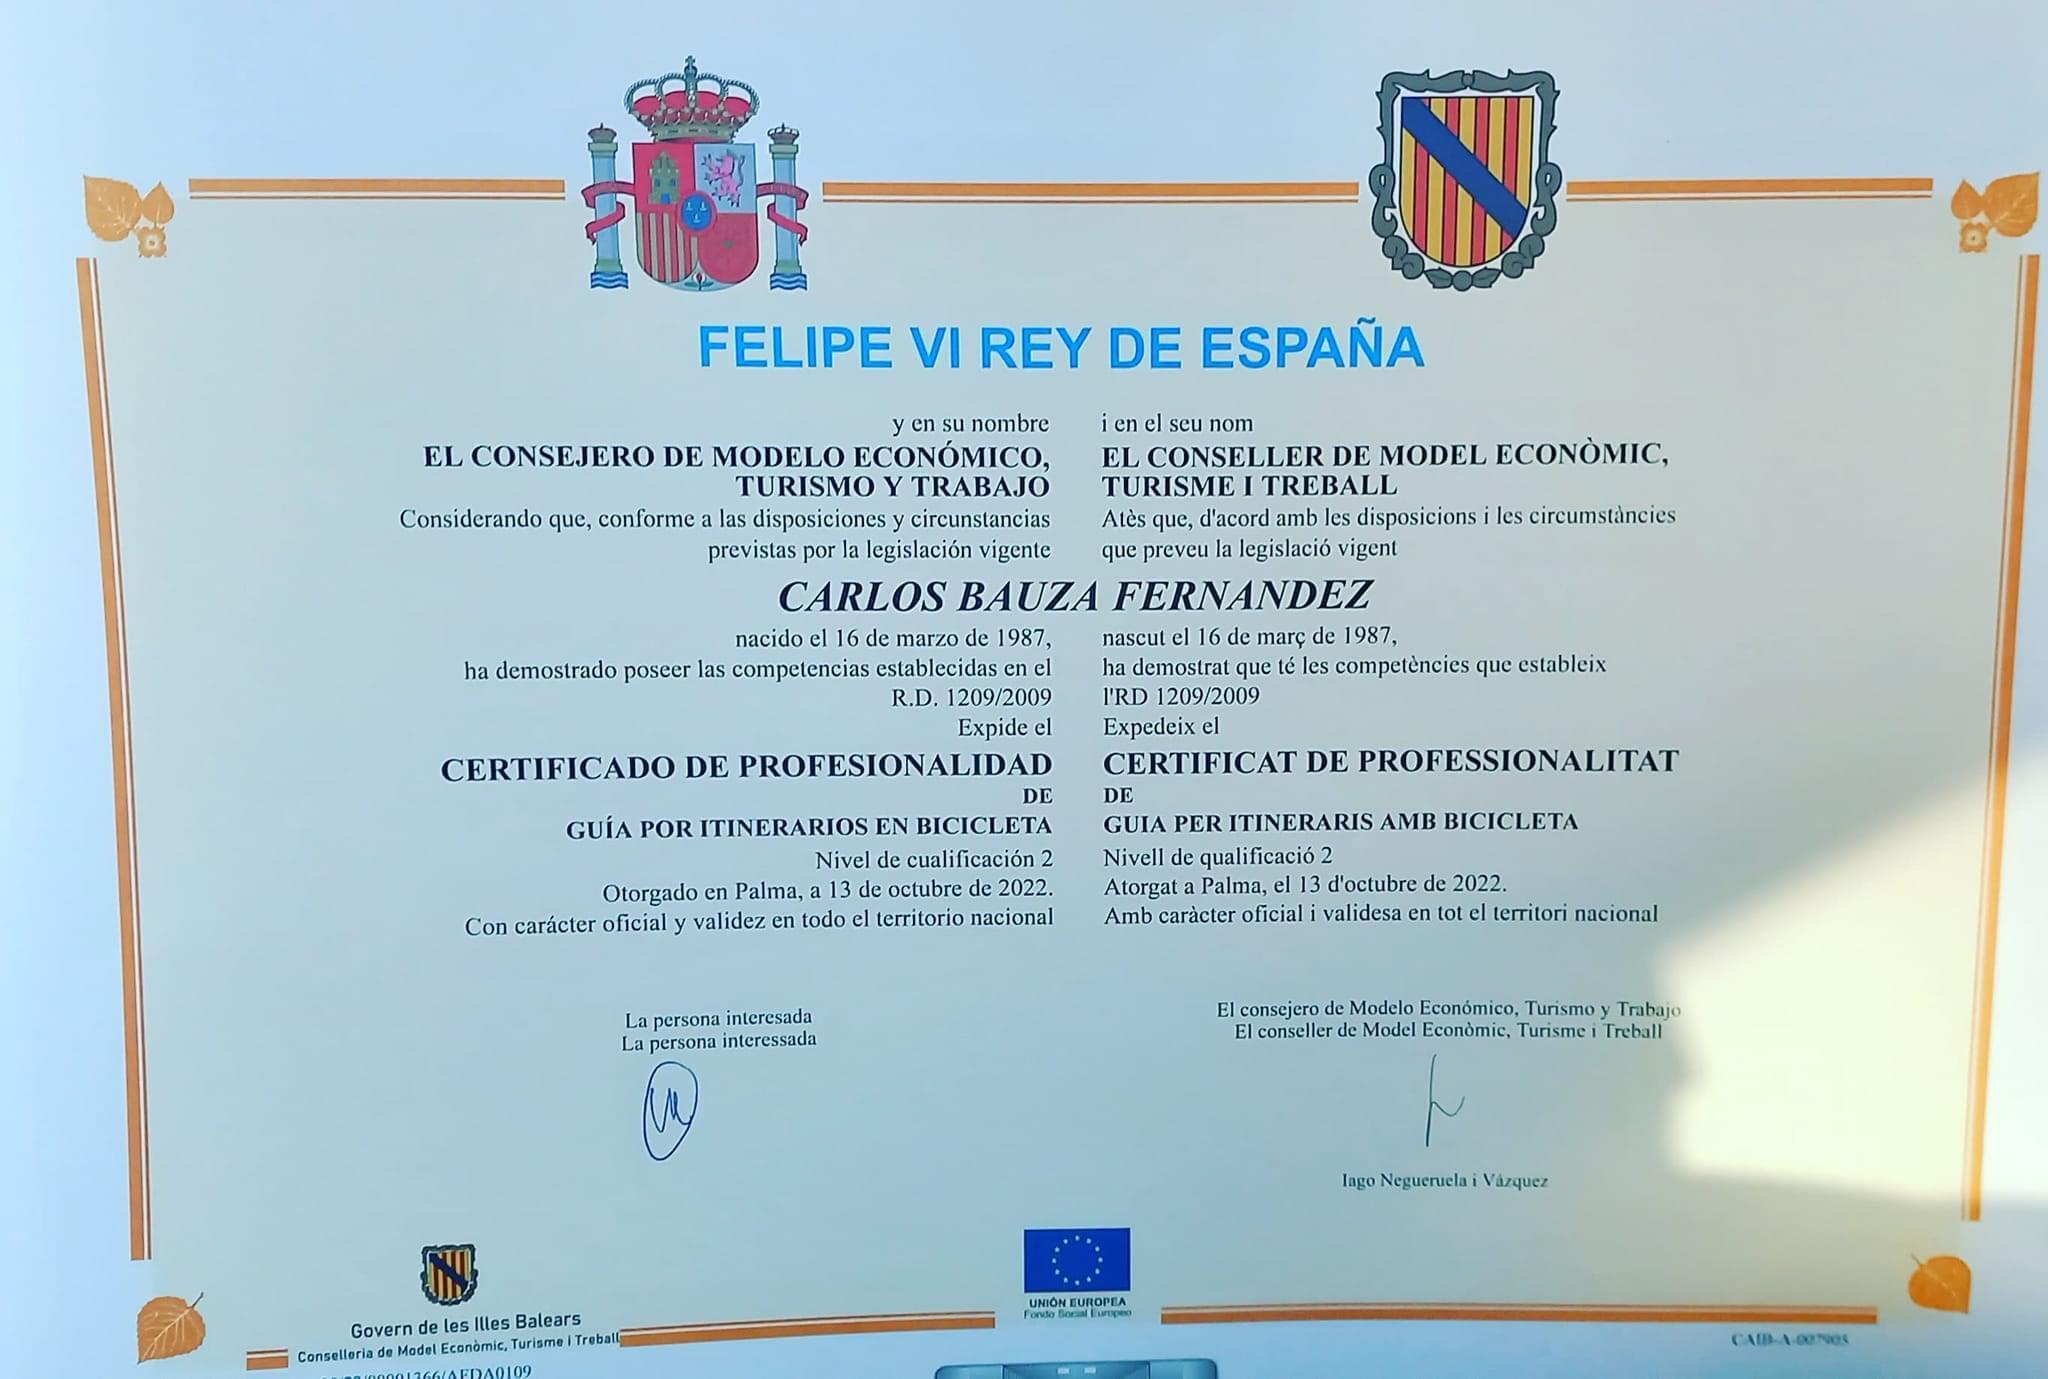 FELIPE VI REY DE ESPAÑA
y en su nombre
EL CONSEJERO DE MODELO ECONÓMICO,
TURISMO Y TRABAJO
Considerando que, conforme a las disposiciones y circunstancias
previstas por la legislación vigente
i en el seu nom
EL CONSELLER DE MODEL ECONÒMIC,
TURISME I TREBALL
Atès que, d'acord amb les disposicions i les circumstàncies
que preveu la legislació vigent
CARLOS BAUZA FERNANDEZ
nacido el 16 de marzo de 1987,
ha demostrado poseer las competencias establecidas en el
R.D. 1209/2009
Expide el
CERTIFICADO DE PROFESIONALIDAD
DE
GUÍA POR ITINERARIOS EN BICICLETA
Nivel de cualificación 2
Otorgado en Palma, a 13 de octubre de 2022.
Con carácter oficial y validez en todo el territorio nacional
nascut el 16 de març de 1987,
ha demostrat que té les competències que estableix
l'RD 1209/2009
Expedeix el
CERTIFICAT DE PROFESSIONALITAT
DE
GUIA PER ITINERARIS AMB BICICLETA
Nivell de qualificació 2
Atorgat a Palma, el 13 d'octubre de 2022.
Amb caràcter oficial i validesa en tot el territori nacional
La persona interesada
La persona interessada
El consejero de Modelo Económico, Turismo y Trabajo
El conseller de Model Econòmic, Turisme i Treball
Iago Negueruela i Vázquez
Govern de les Illes Balears
Conselleria de Model Econòmic, Turisme i Treball
UNIÓN EUROPEA
Fondo Social Europeo
CAIB-A-007905